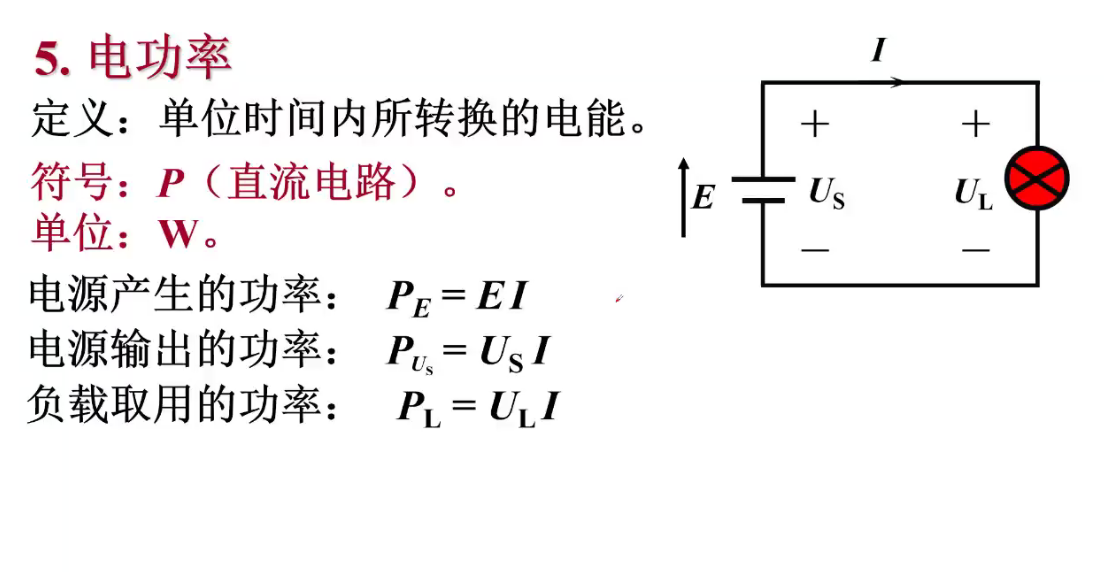 5. 电功率
定义：单位时间内所转换的电能。
符号：P（直流电路）。
单位：W。
电源产生的功率： P_E = E I
电源输出的功率： P_{U_S} = U_S I
负载取用的功率： P_L = U_L I
I
+ +
E U_S U_L
− −